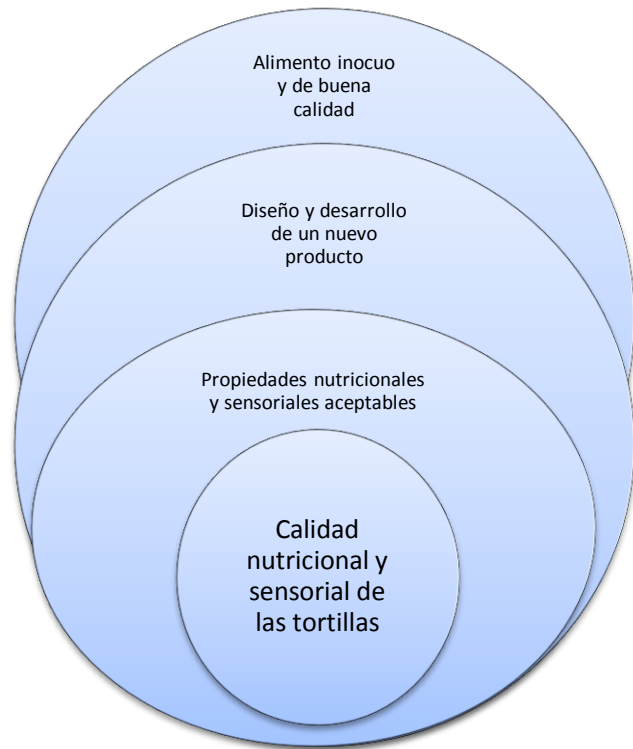 Alimento inocuo
y de buena
calidad
Diseño y desarrollo
de un nuevo
producto
Propiedades nutricionales
y sensoriales aceptables
Calidad
nutricional y
sensorial de
las tortillas